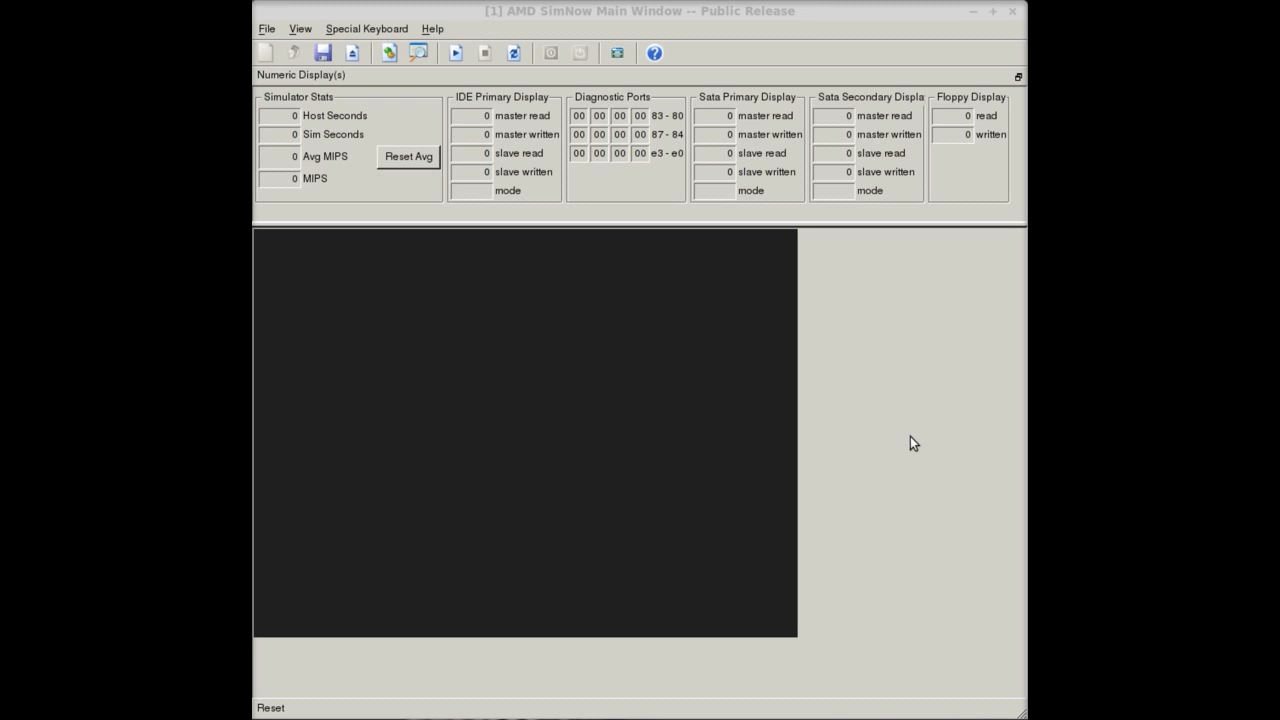 [1] AMD SimNow Main Window -- Public Release
File View Special Keyboard Help
Numeric Display(s)
Simulator Stats
0 Host Seconds
0 Sim Seconds
0 Avg MIPS Reset Avg
0 MIPS
IDE Primary Display
0 master read
0 master written
0 slave read
0 slave written
mode
Diagnostic Ports
00 00 00 00 83 - 80
00 00 00 00 87 - 84
00 00 00 00 e3 - e0
Sata Primary Display
0 master read
0 master written
0 slave read
0 slave written
mode
Sata Secondary Displa
0 master read
0 master written
0 slave read
0 slave written
mode
Floppy Display
0 read
0 written
Reset